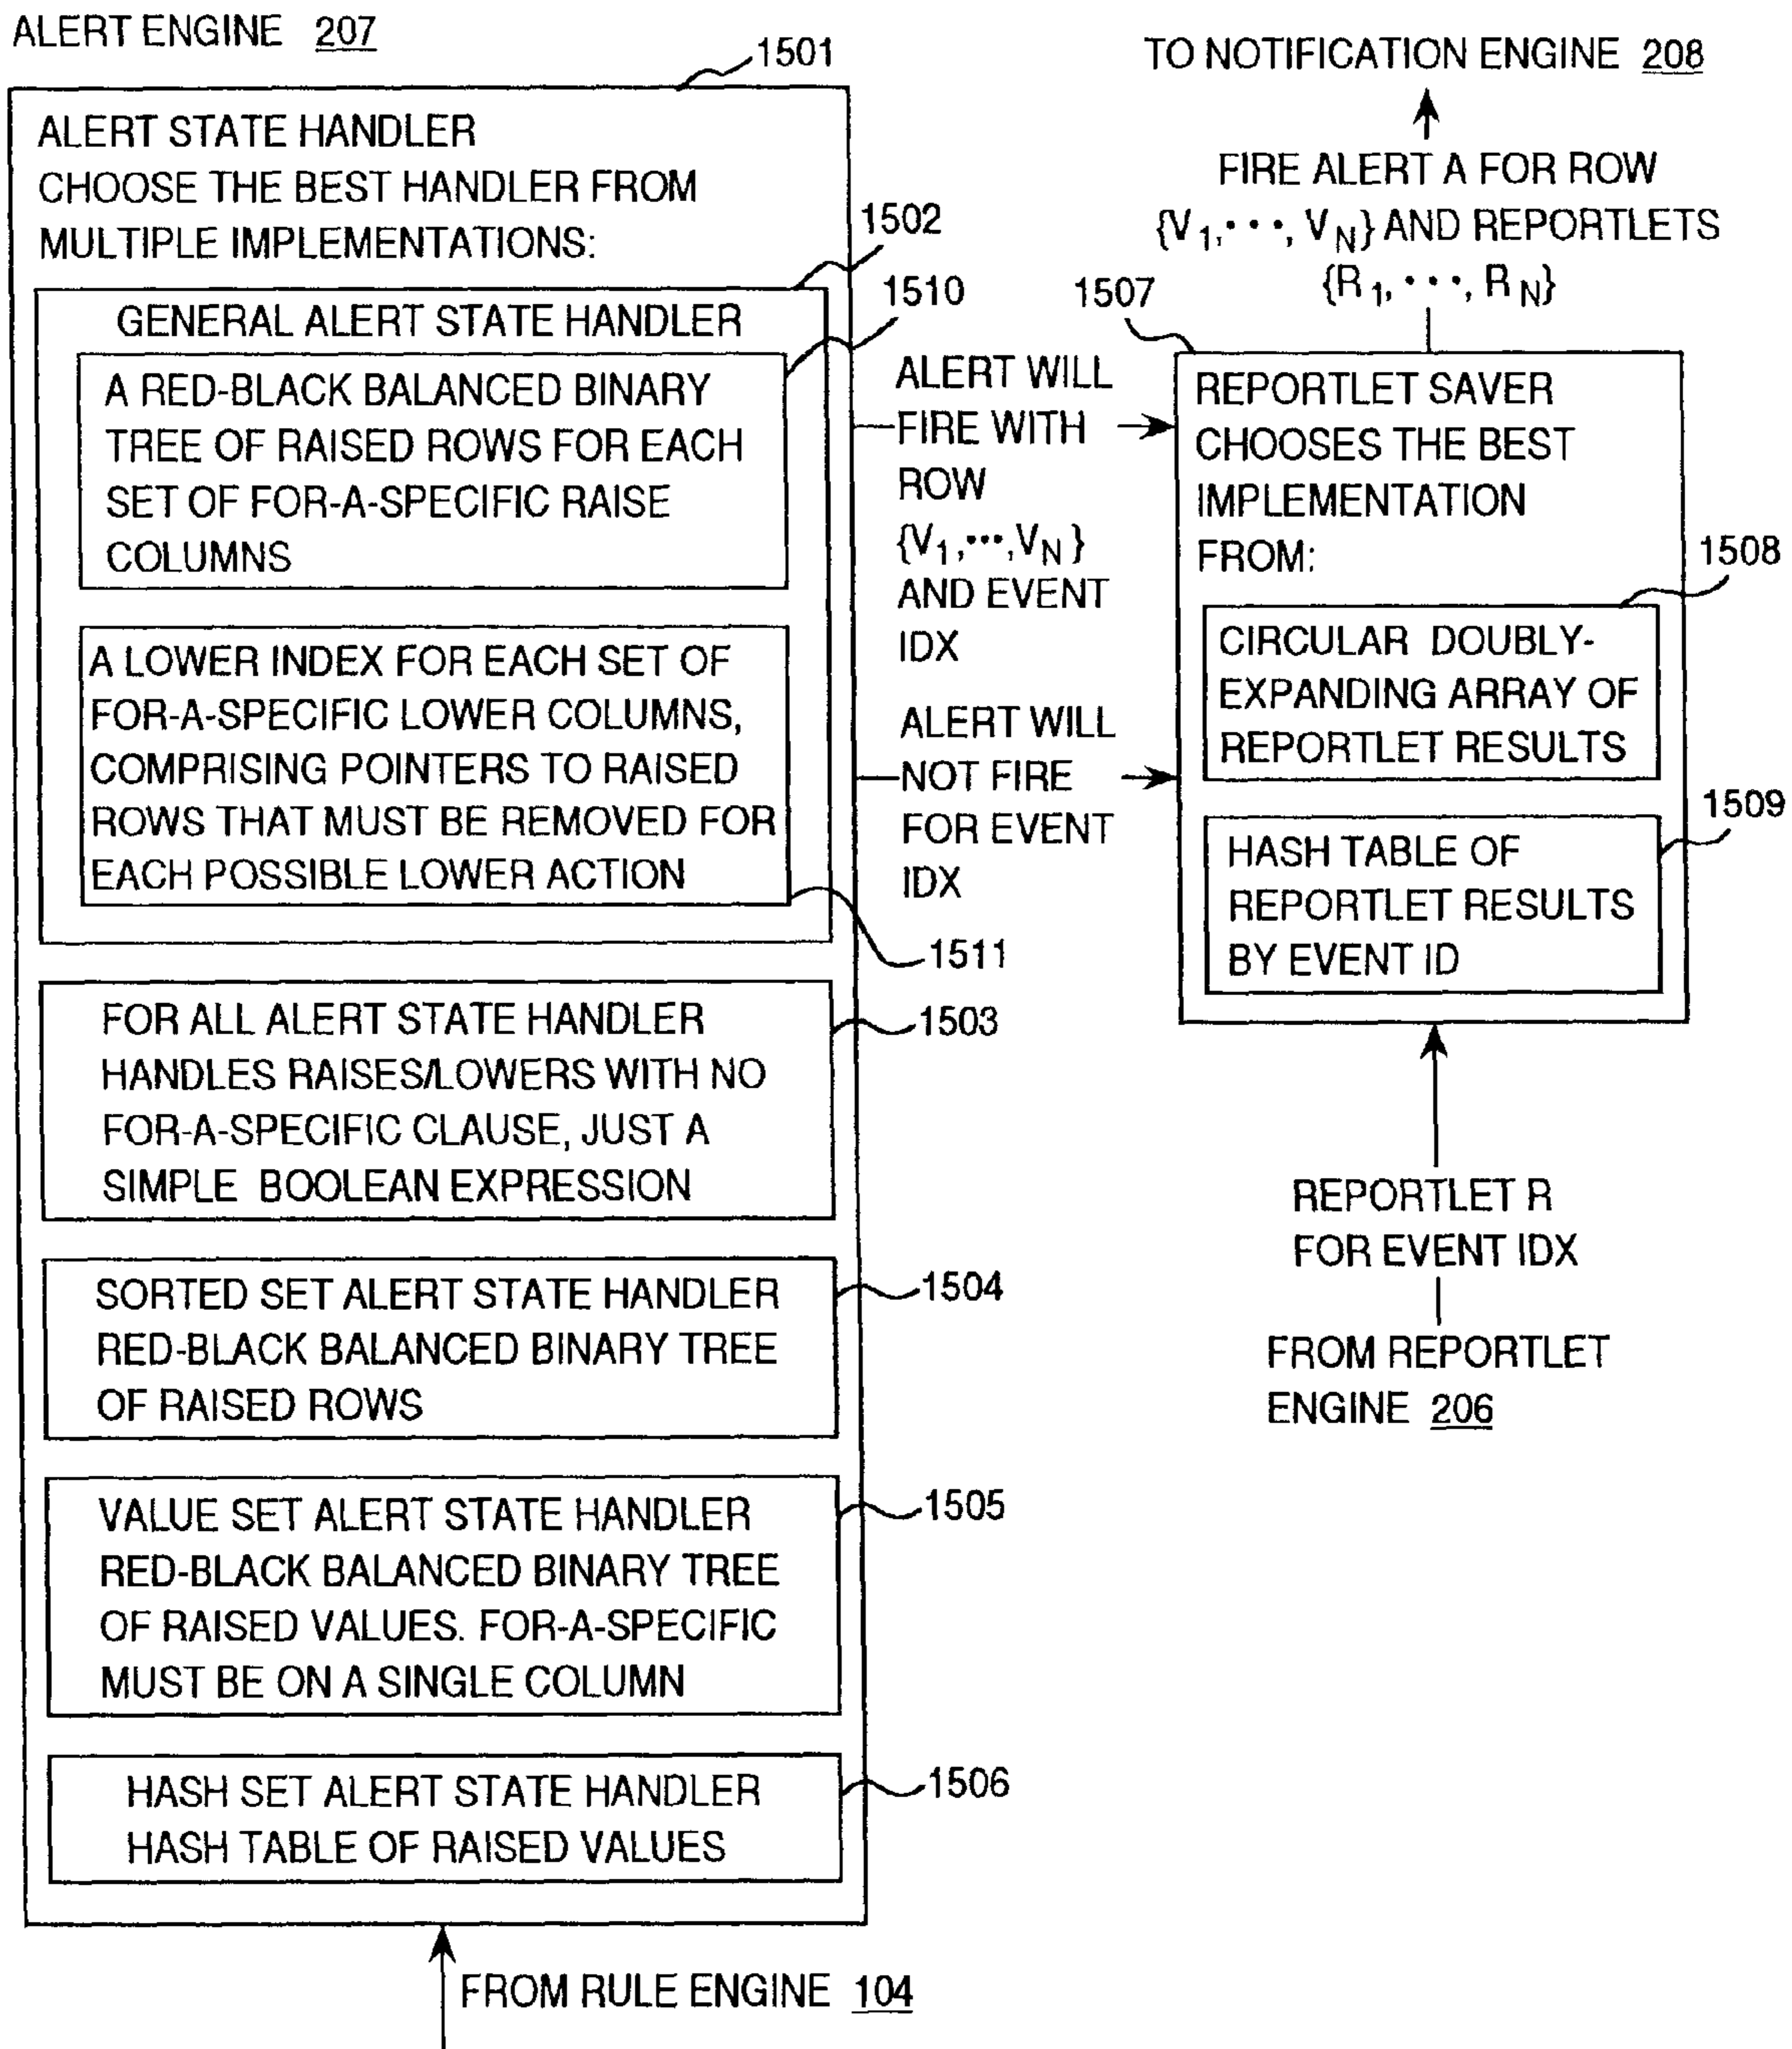 ALERT ENGINE 207
1501
ALERT STATE HANDLER
CHOOSE THE BEST HANDLER FROM
MULTIPLE IMPLEMENTATIONS:
1502
GENERAL ALERT STATE HANDLER
1510
A RED-BLACK BALANCED BINARY
TREE OF RAISED ROWS FOR EACH
SET OF FOR-A-SPECIFIC RAISE
COLUMNS
A LOWER INDEX FOR EACH SET OF
FOR-A-SPECIFIC LOWER COLUMNS,
COMPRISING POINTERS TO RAISED
ROWS THAT MUST BE REMOVED FOR
EACH POSSIBLE LOWER ACTION
1511
FOR ALL ALERT STATE HANDLER
HANDLES RAISES/LOWERS WITH NO
FOR-A-SPECIFIC CLAUSE, JUST A
SIMPLE BOOLEAN EXPRESSION
1503
SORTED SET ALERT STATE HANDLER
RED-BLACK BALANCED BINARY TREE
OF RAISED ROWS
1504
VALUE SET ALERT STATE HANDLER
RED-BLACK BALANCED BINARY TREE
OF RAISED VALUES. FOR-A-SPECIFIC
MUST BE ON A SINGLE COLUMN
1505
HASH SET ALERT STATE HANDLER
HASH TABLE OF RAISED VALUES
1506
FROM RULE ENGINE 104
ALERT WILL
FIRE WITH
ROW
{V1,•••,VN}
AND EVENT
IDX
ALERT WILL
NOT FIRE
FOR EVENT
IDX
TO NOTIFICATION ENGINE 208
FIRE ALERT A FOR ROW
{V1,•••, VN} AND REPORTLETS
{R1, •••, RN}
1507
REPORTLET SAVER
CHOOSES THE BEST
IMPLEMENTATION
FROM:
1508
CIRCULAR DOUBLY-
EXPANDING ARRAY OF
REPORTLET RESULTS
1509
HASH TABLE OF
REPORTLET RESULTS
BY EVENT ID
REPORTLET R
FOR EVENT IDX
FROM REPORTLET
ENGINE 206